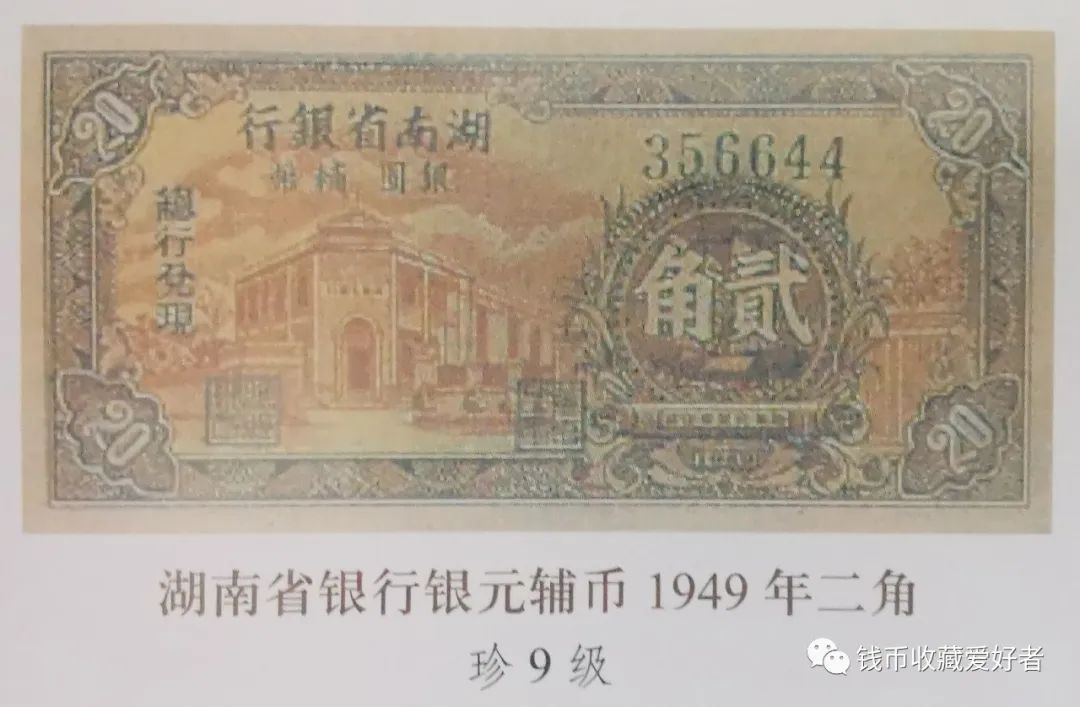 湖南省銀行
銀圓輔幣
356644
20
20
總行兌現
貳角
20
20
湖南省银行银元辅币 1949 年二角
珍 9 级
钱币收藏爱好者